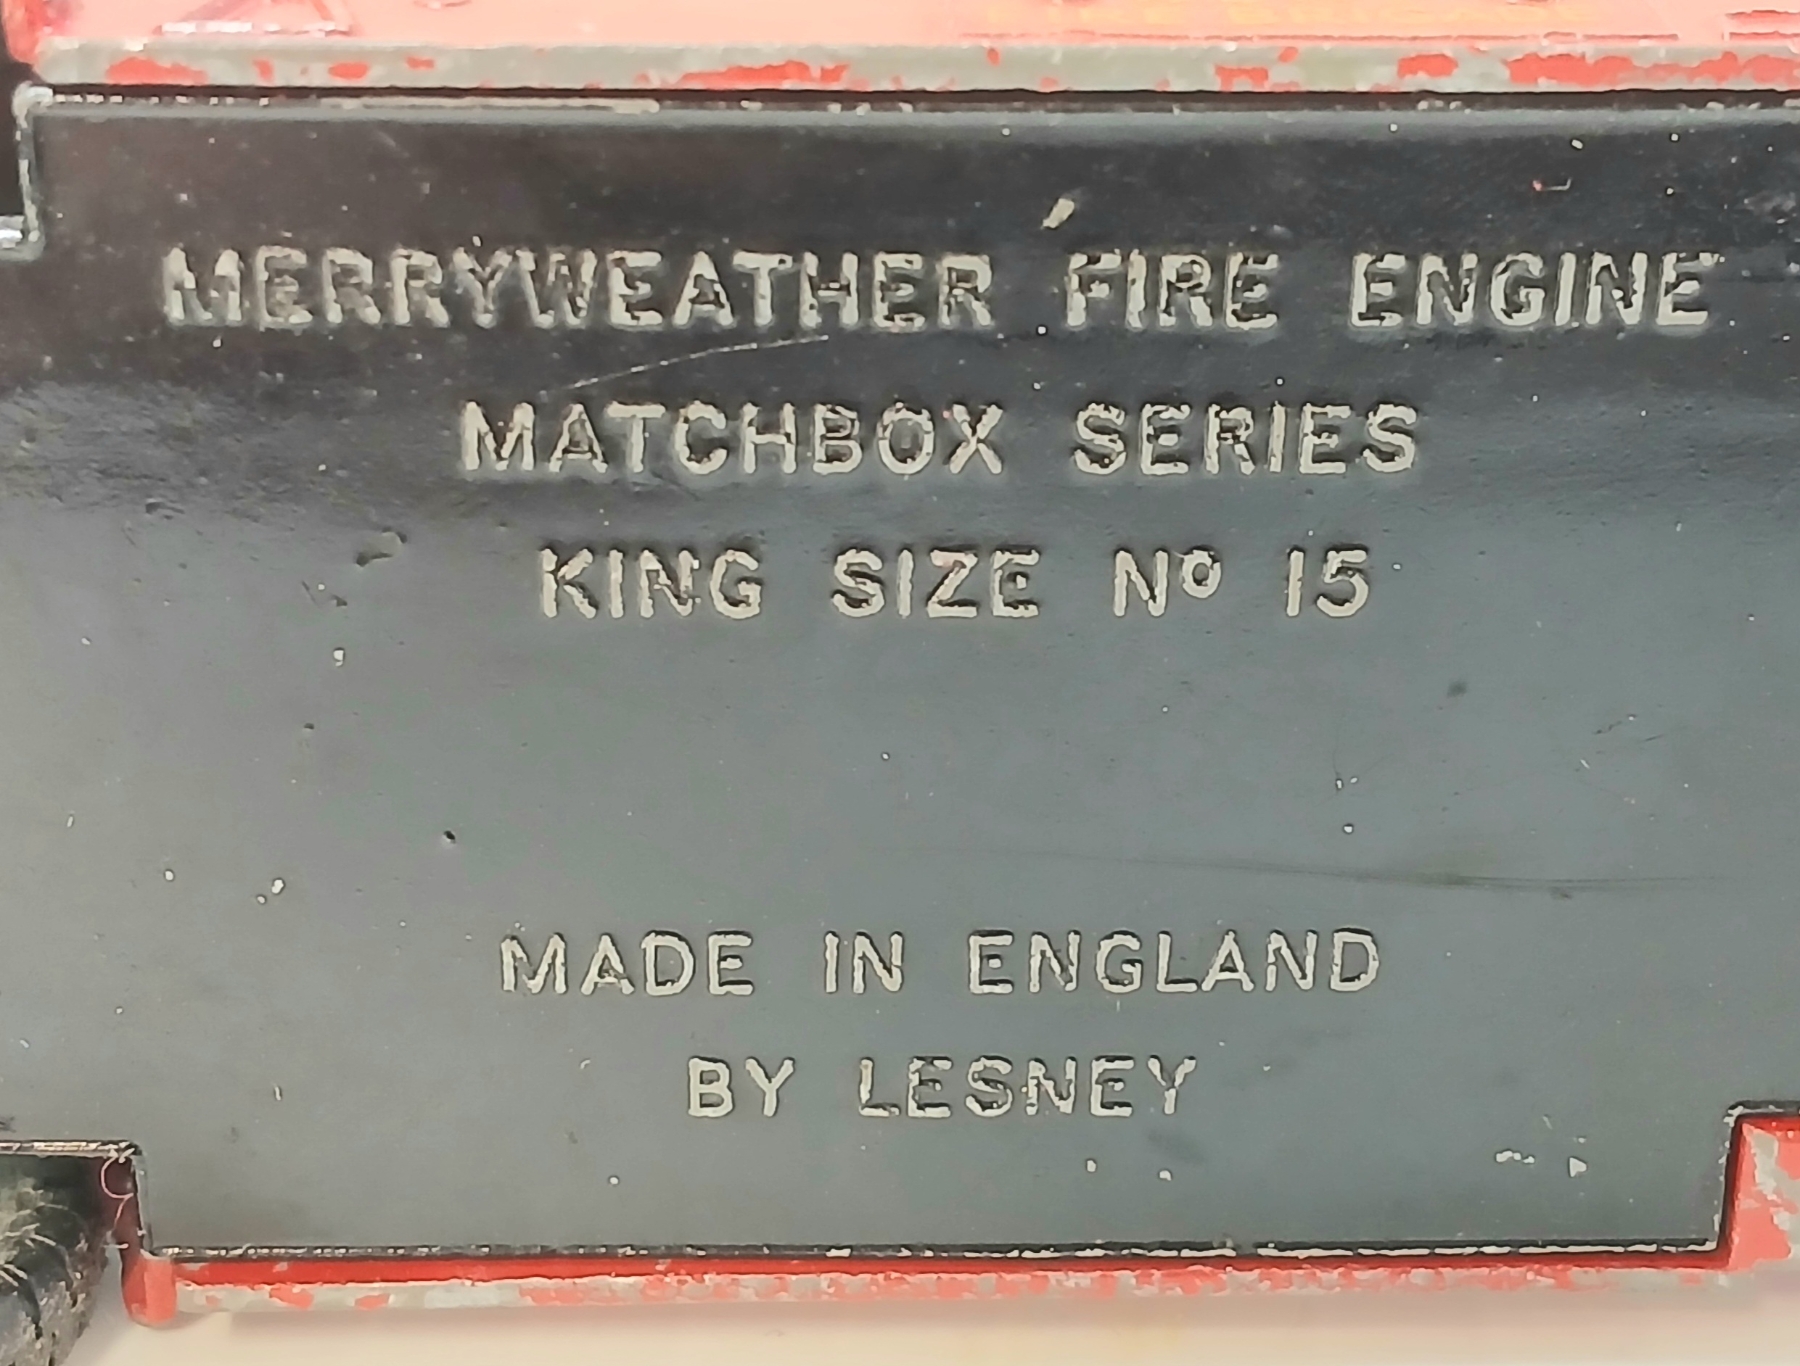 MERRYWEATHER FIRE ENGINE
MATCHBOX SERIES
KING SIZE Nº 15
MADE IN ENGLAND
BY LESNEY